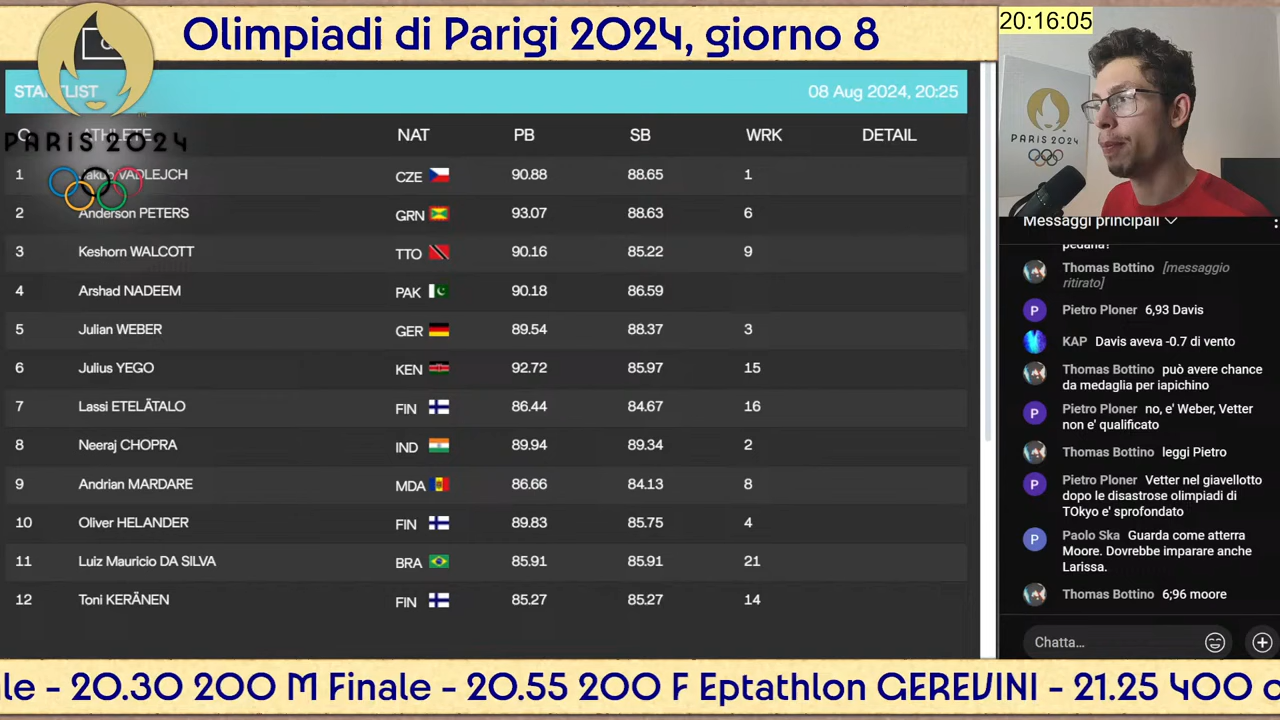 Olimpiadi di Parigi 2024, giorno 8
20:16:05
STARTLIST 08 Aug 2024, 20:25
ATHLETE NAT PB SB WRK DETAIL
PARIS 2024
1 Jakub VADLEJCH CZE 90.88 88.65 1
2 Anderson PETERS GRN 93.07 88.63 6
3 Keshorn WALCOTT TTO 90.16 85.22 9
4 Arshad NADEEM PAK 90.18 86.59
5 Julian WEBER GER 89.54 88.37 3
6 Julius YEGO KEN 92.72 85.97 15
7 Lassi ETELÄTALO FIN 86.44 84.67 16
8 Neeraj CHOPRA IND 89.94 89.34 2
9 Andrian MARDARE MDA 86.66 84.13 8
10 Oliver HELANDER FIN 89.83 85.75 4
11 Luiz Mauricio DA SILVA BRA 85.91 85.91 21
12 Toni KERÄNEN FIN 85.27 85.27 14
PARIS 2024
Messaggi principali
pedana?
Thomas Bottino [messaggio
ritirato]
P Pietro Ploner 6,93 Davis
KAP Davis aveva -0.7 di vento
Thomas Bottino può avere chance
da medaglia per iapichino
P Pietro Ploner no, e' Weber, Vetter
non e' qualificato
Thomas Bottino leggi Pietro
P Pietro Ploner Vetter nel giavellotto
dopo le disastrose olimpiadi di
TOkyo e' sprofondato
P Paolo Ska Guarda come atterra
Moore. Dovrebbe imparare anche
Larissa.
Thomas Bottino 6;96 moore
Chatta...
le - 20.30 200 M Finale - 20.55 200 F Eptathlon GEREVINI - 21.25 400 o